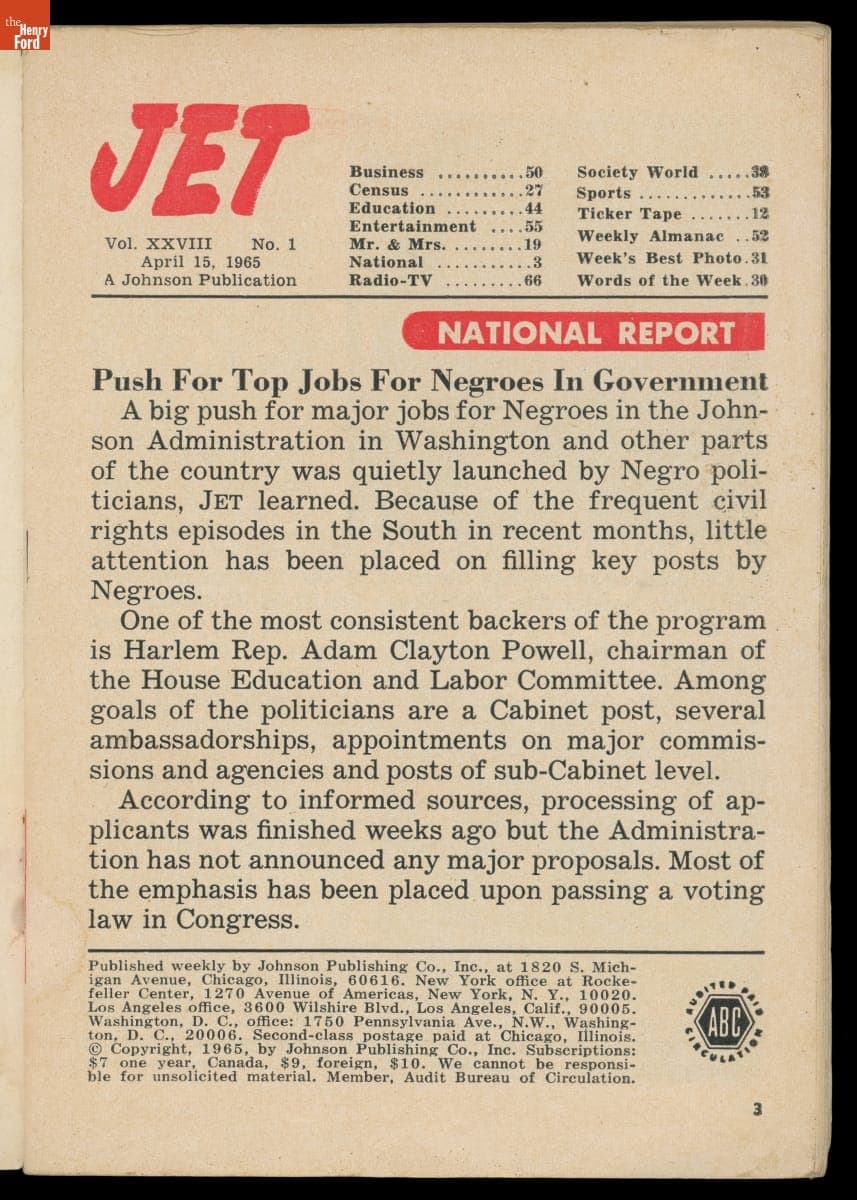 the
Henry
Ford
JET
Vol. XXVIII No. 1
April 15, 1965
A Johnson Publication
Business ..........50
Census ............27
Education .........44
Entertainment ....55
Mr. & Mrs. ........19
National ...........3
Radio-TV .........66
Society World .....38
Sports .............53
Ticker Tape .......12
Weekly Almanac ..52
Week's Best Photo.31
Words of the Week.30
NATIONAL REPORT
Push For Top Jobs For Negroes In Government
A big push for major jobs for Negroes in the John-
son Administration in Washington and other parts
of the country was quietly launched by Negro poli-
ticians, JET learned. Because of the frequent civil
rights episodes in the South in recent months, little
attention has been placed on filling key posts by
Negroes.
One of the most consistent backers of the program
is Harlem Rep. Adam Clayton Powell, chairman of
the House Education and Labor Committee. Among
goals of the politicians are a Cabinet post, several
ambassadorships, appointments on major commis-
sions and agencies and posts of sub-Cabinet level.
According to informed sources, processing of ap-
plicants was finished weeks ago but the Administra-
tion has not announced any major proposals. Most of
the emphasis has been placed upon passing a voting
law in Congress.
Published weekly by Johnson Publishing Co., Inc., at 1820 S. Mich-
igan Avenue, Chicago, Illinois, 60616. New York office at Rocke-
feller Center, 1270 Avenue of Americas, New York, N. Y., 10020.
Los Angeles office, 3600 Wilshire Blvd., Los Angeles, Calif., 90005.
Washington, D. C., office: 1750 Pennsylvania Ave., N.W., Washing-
ton, D. C., 20006. Second-class postage paid at Chicago, Illinois.
© Copyright, 1965, by Johnson Publishing Co., Inc. Subscriptions:
$7 one year, Canada, $9, foreign, $10. We cannot be responsi-
ble for unsolicited material. Member, Audit Bureau of Circulation.
AUDITED PAID
ABC
CIRCULATION
3